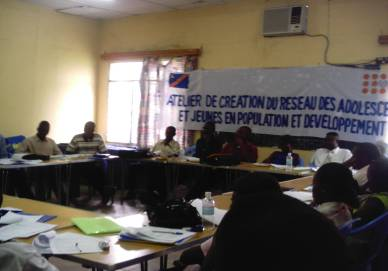 ATELIER DE CREATION DU RESEAU DES ADOLESCE
ET JEUNES EN POPULATION ET DEVELOPPEMENT